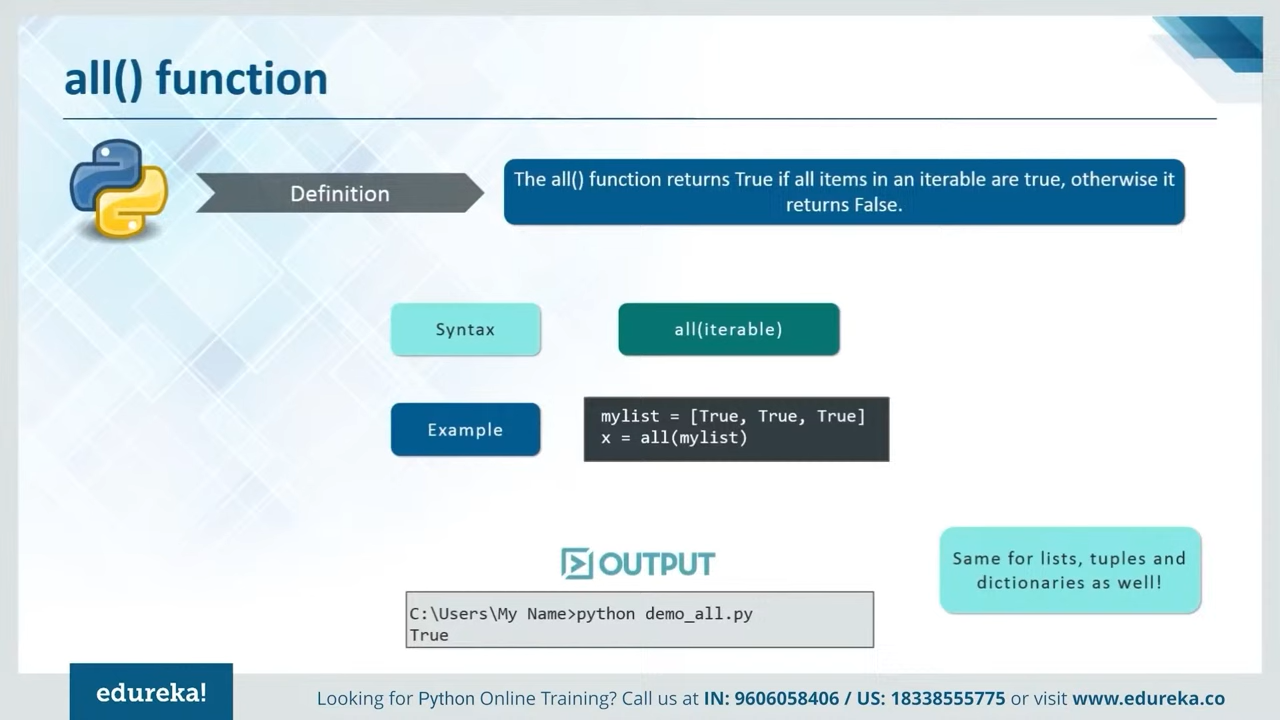 all() function
Definition
The all() function returns True if all items in an iterable are true, otherwise it
returns False.
Syntax
all(iterable)
Example
mylist = [True, True, True]
x = all(mylist)
OUTPUT
C:\Users\My Name>python demo_all.py
True
Same for lists, tuples and
dictionaries as well!
edureka!
Looking for Python Online Training? Call us at IN: 9606058406 / US: 18338555775 or visit www.edureka.co